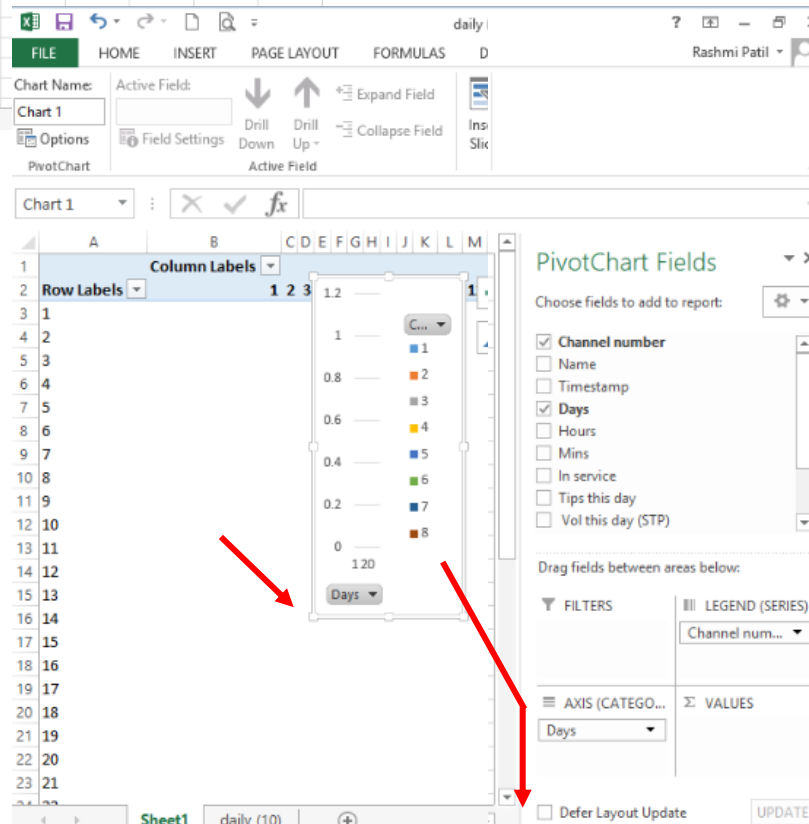 daily
?
FILE HOME INSERT PAGE LAYOUT FORMULAS D Rashmi Patil
Chart Name: Active Field:
Chart 1
Expand Field
Drill Down
Drill Up
Options Field Settings
Collapse Field
Ins
Slic
PivotChart Active Field
Chart 1 fx
A B C D E F G H I J K L M
1 Column Labels
2 Row Labels 1 2 3 1
3 1
4 2
5 3
6 4
7 5
8 6
9 7
10 8
11 9
12 10
13 11
14 12
15 13
16 14
17 15
18 16
19 17
20 18
21 19
22 20
23 21
24 22
1.2
1
0.8
0.6
0.4
0.2
0
1 20
Days
C...
1
2
3
4
5
6
7
8
PivotChart Fields
Choose fields to add to report:
Channel number
Name
Timestamp
Days
Hours
Mins
In service
Tips this day
Vol this day (STP)
Drag fields between areas below:
FILTERS LEGEND (SERIES)
Channel num...
AXIS (CATEGO... Σ VALUES
Days
Defer Layout Update UPDATE
Sheet1 daily (10)